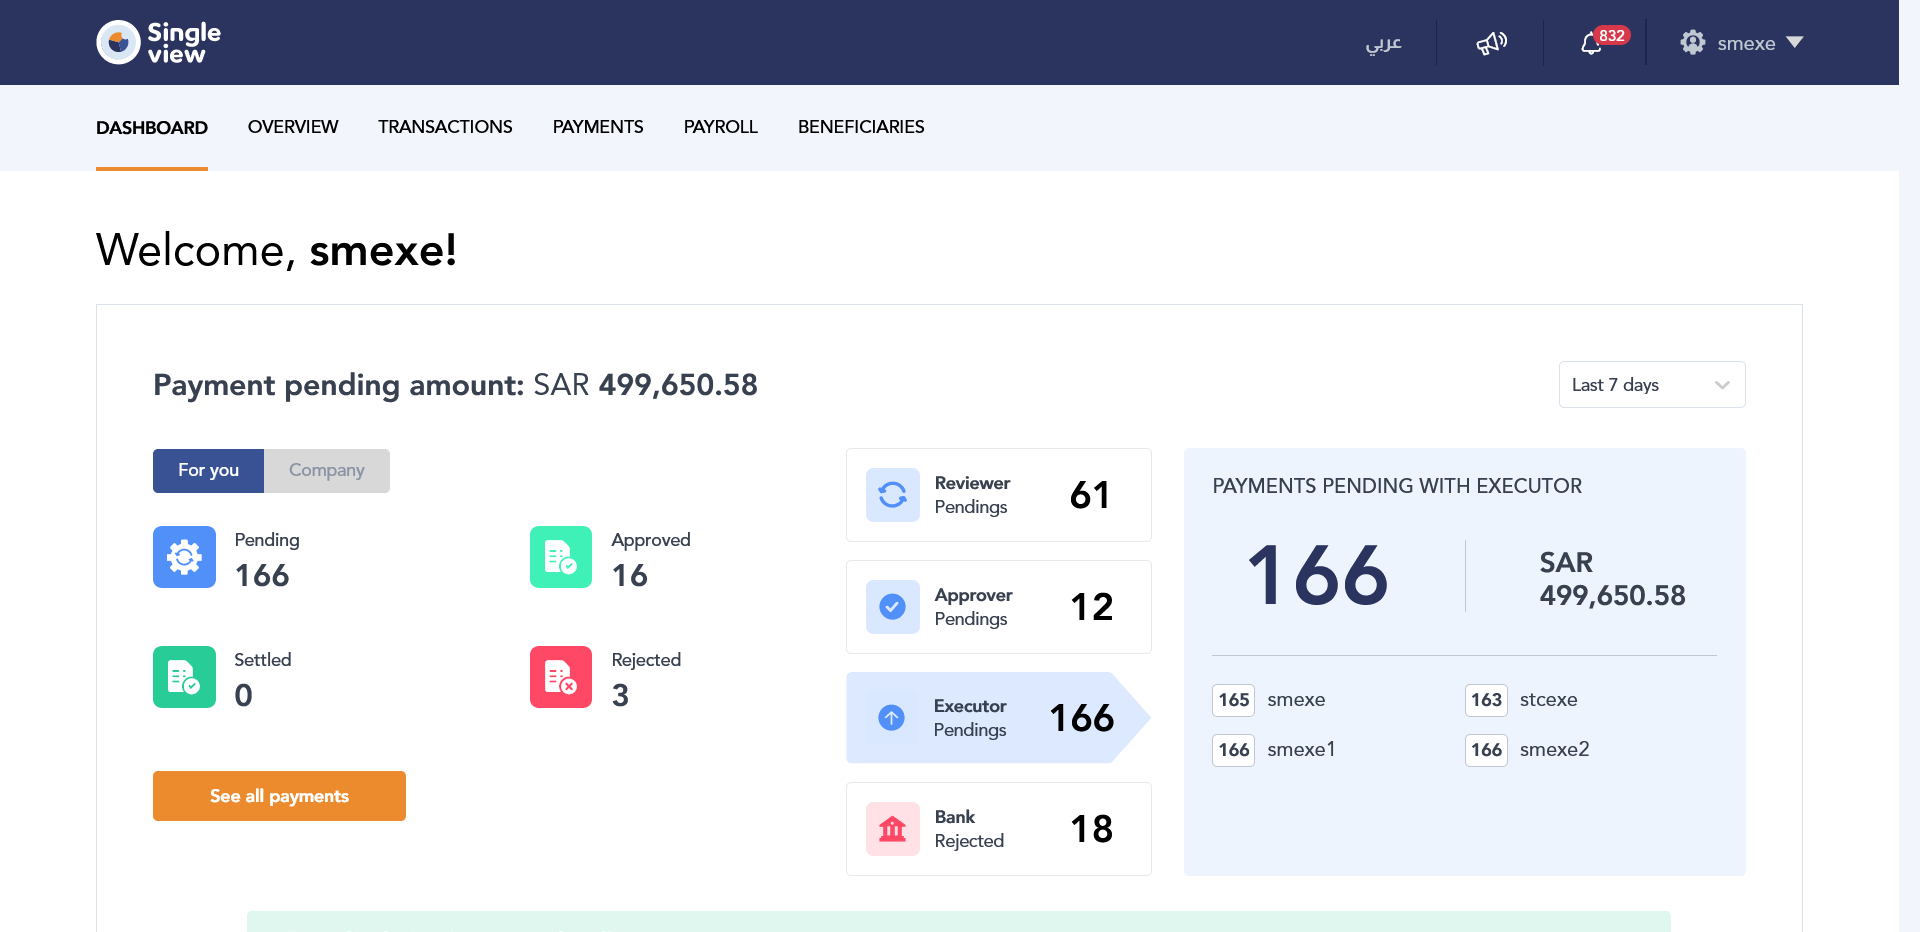 Single
view
عربي
832
smexe
DASHBOARD
OVERVIEW
TRANSACTIONS
PAYMENTS
PAYROLL
BENEFICIARIES
Welcome, smexe!
Payment pending amount: SAR 499,650.58
Last 7 days
For you
Company
Pending
166
Approved
16
Settled
0
Rejected
3
See all payments
Reviewer
Pendings
61
Approver
Pendings
12
Executor
Pendings
166
Bank
Rejected
18
PAYMENTS PENDING WITH EXECUTOR
166
SAR
499,650.58
165 smexe
163 stcexe
166 smexe1
166 smexe2